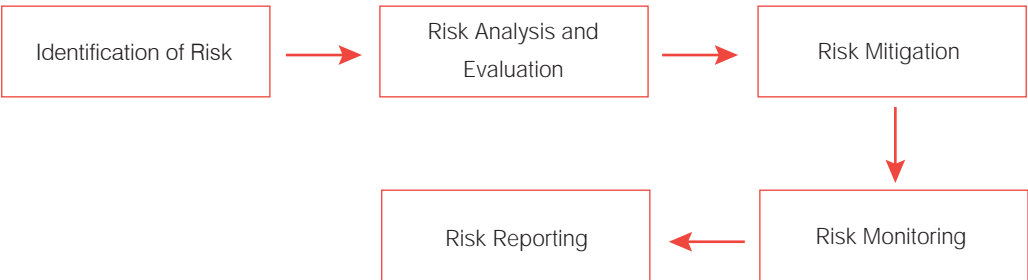 Identification of Risk
Risk Analysis and
Evaluation
Risk Mitigation
Risk Monitoring
Risk Reporting